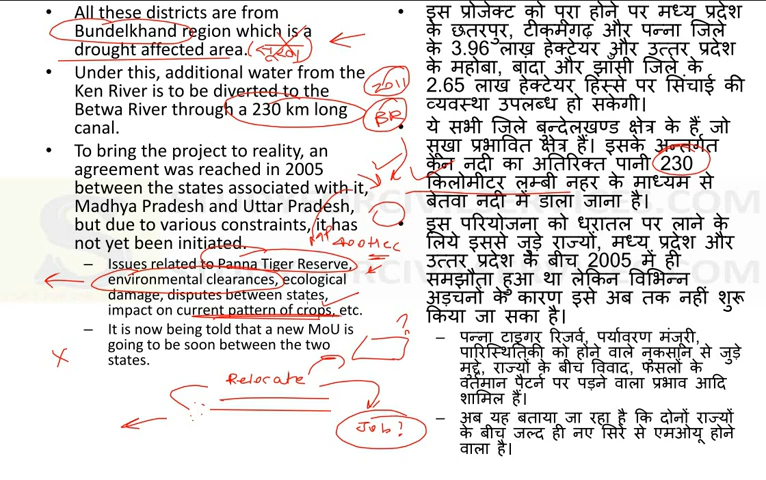 • All these districts are from
Bundelkhand region which is a
drought affected area.
• Under this, additional water from the
Ken River is to be diverted to the
Betwa River through a 230 km long
canal.
• To bring the project to reality, an
agreement was reached in 2005
between the states associated with it,
Madhya Pradesh and Uttar Pradesh,
but due to various constraints, it has
not yet been initiated.
– Issues related to Panna Tiger Reserve,
environmental clearances, ecological
damage, disputes between states,
impact on current pattern of crops, etc.
– It is now being told that a new MoU is
going to be soon between the two
states.
2011
BR
MP
Relocate
?
Job?
• इस प्रोजेक्ट को पूरा होने पर मध्य प्रदेश
के छतरपुर, टीकमगढ़ और पन्ना जिले
के 3.96 लाख हेक्टेयर और उत्तर प्रदेश
के महोबा, बांदा और झाँसी जिले के
2.65 लाख हेक्टेयर हिस्से पर सिंचाई की
व्यवस्था उपलब्ध हो सकेगी।
• ये सभी जिले बुन्देलखण्ड क्षेत्र के हैं, जो
सूखा प्रभावित क्षेत्र हैं। इसके अन्तर्गत
केन नदी का अतिरिक्त पानी 230
किलोमीटर लम्बी नहर के माध्यम से
बेतवा नदी में डाला जाना है।
• इस परियोजना को धरातल पर लाने के
लिये इससे जुड़े राज्यों, मध्य प्रदेश और
उत्तर प्रदेश के बीच 2005 में ही
समझौता हुआ था लेकिन विभिन्न
अड़चनों के कारण इसे अब तक नहीं शुरू
किया जा सका है।
– पन्ना टाइगर रिजर्व, पर्यावरण मंजूरी,
पारिस्थितिकी को होने वाले नुकसान से जुड़े
मुद्दे, राज्यों के बीच विवाद, फसलों के
वर्तमान पैटर्न पर पड़ने वाला प्रभाव आदि
शामिल हैं।
– अब यह बताया जा रहा है कि दोनों राज्यों
के बीच जल्द ही नए सिरे से एमओयू होने
वाला है।